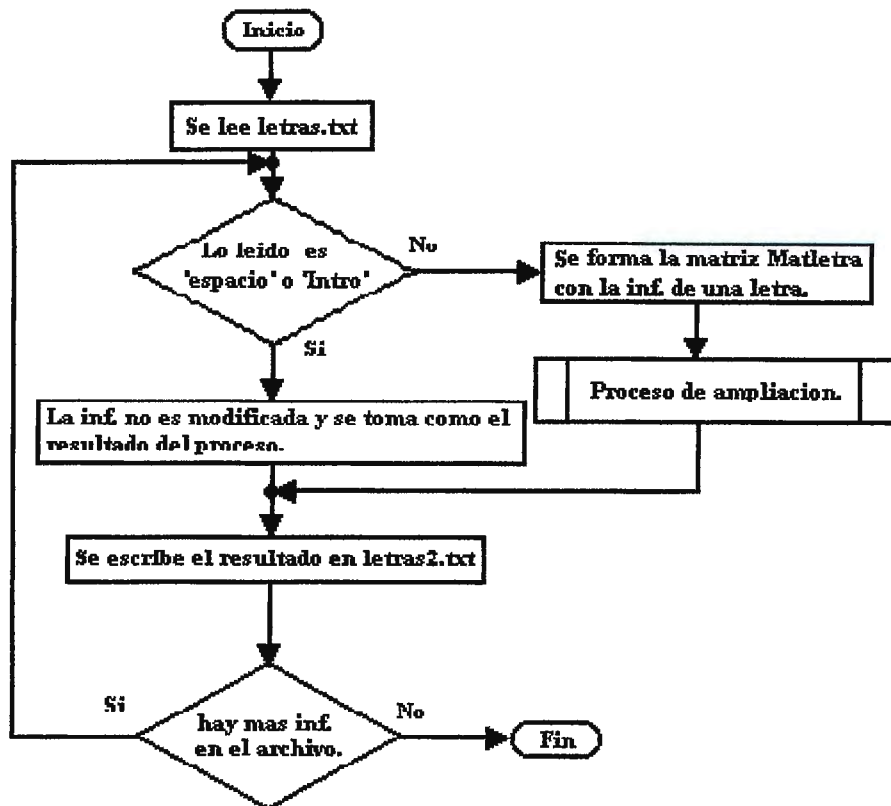 Inicio
Se lee letras.txt
Lo leido es
"espacio" o "Intro"
No
Se forma la matriz Matletra
con la inf. de una letra.
Si
Proceso de ampliacion.
La inf. no es modificada y se toma como el
resultado del proceso.
Se escribe el resultado en letras2.txt
Si
hay mas inf.
en el archivo.
No
Fin